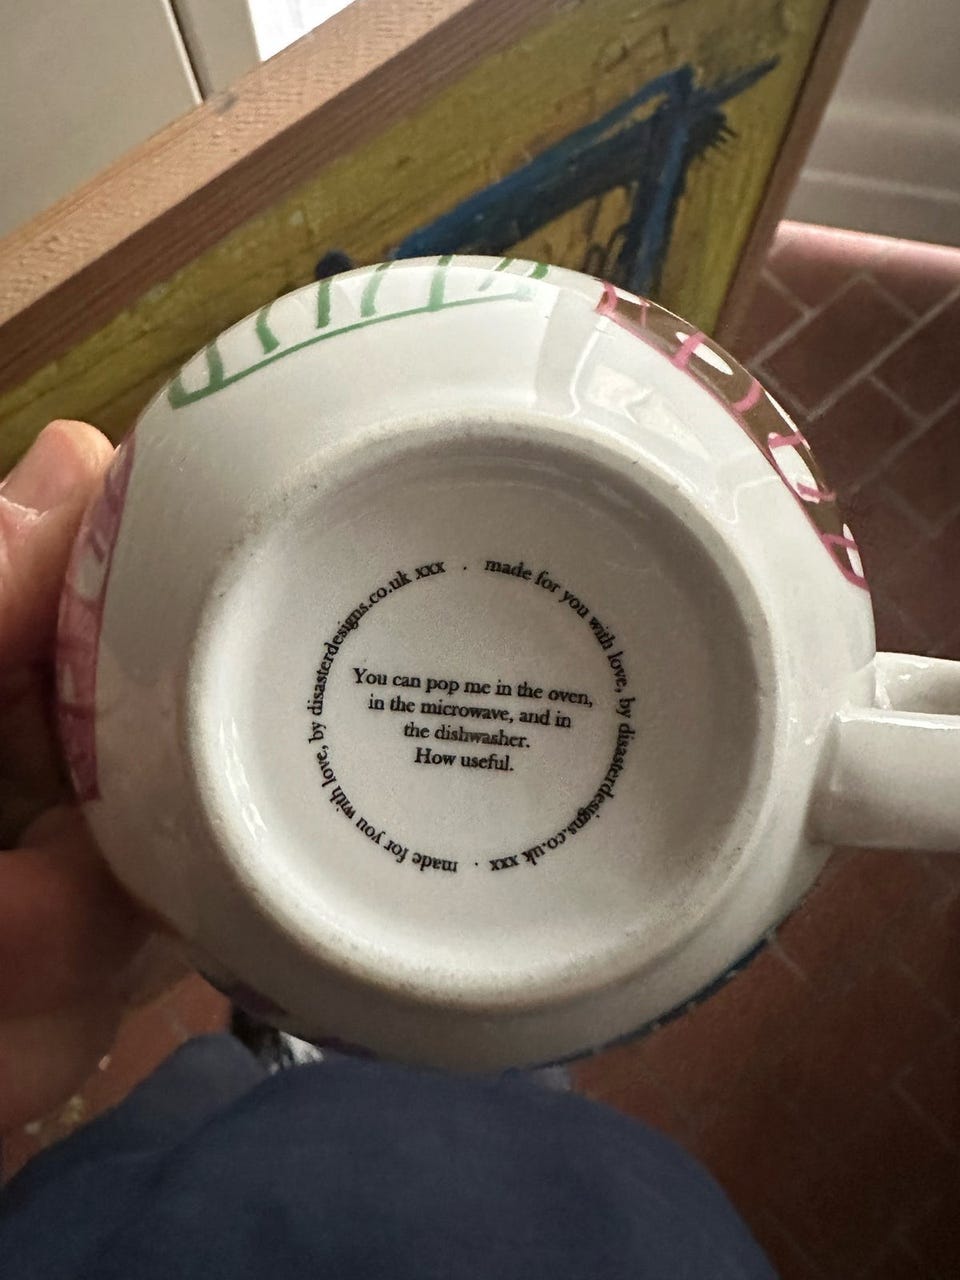 made for you with love, by disasterdesigns.co.uk xxx · made for you with love, by disasterdesigns.co.uk xxx ·
You can pop me in the oven,
in the microwave, and in
the dishwasher.
How useful.